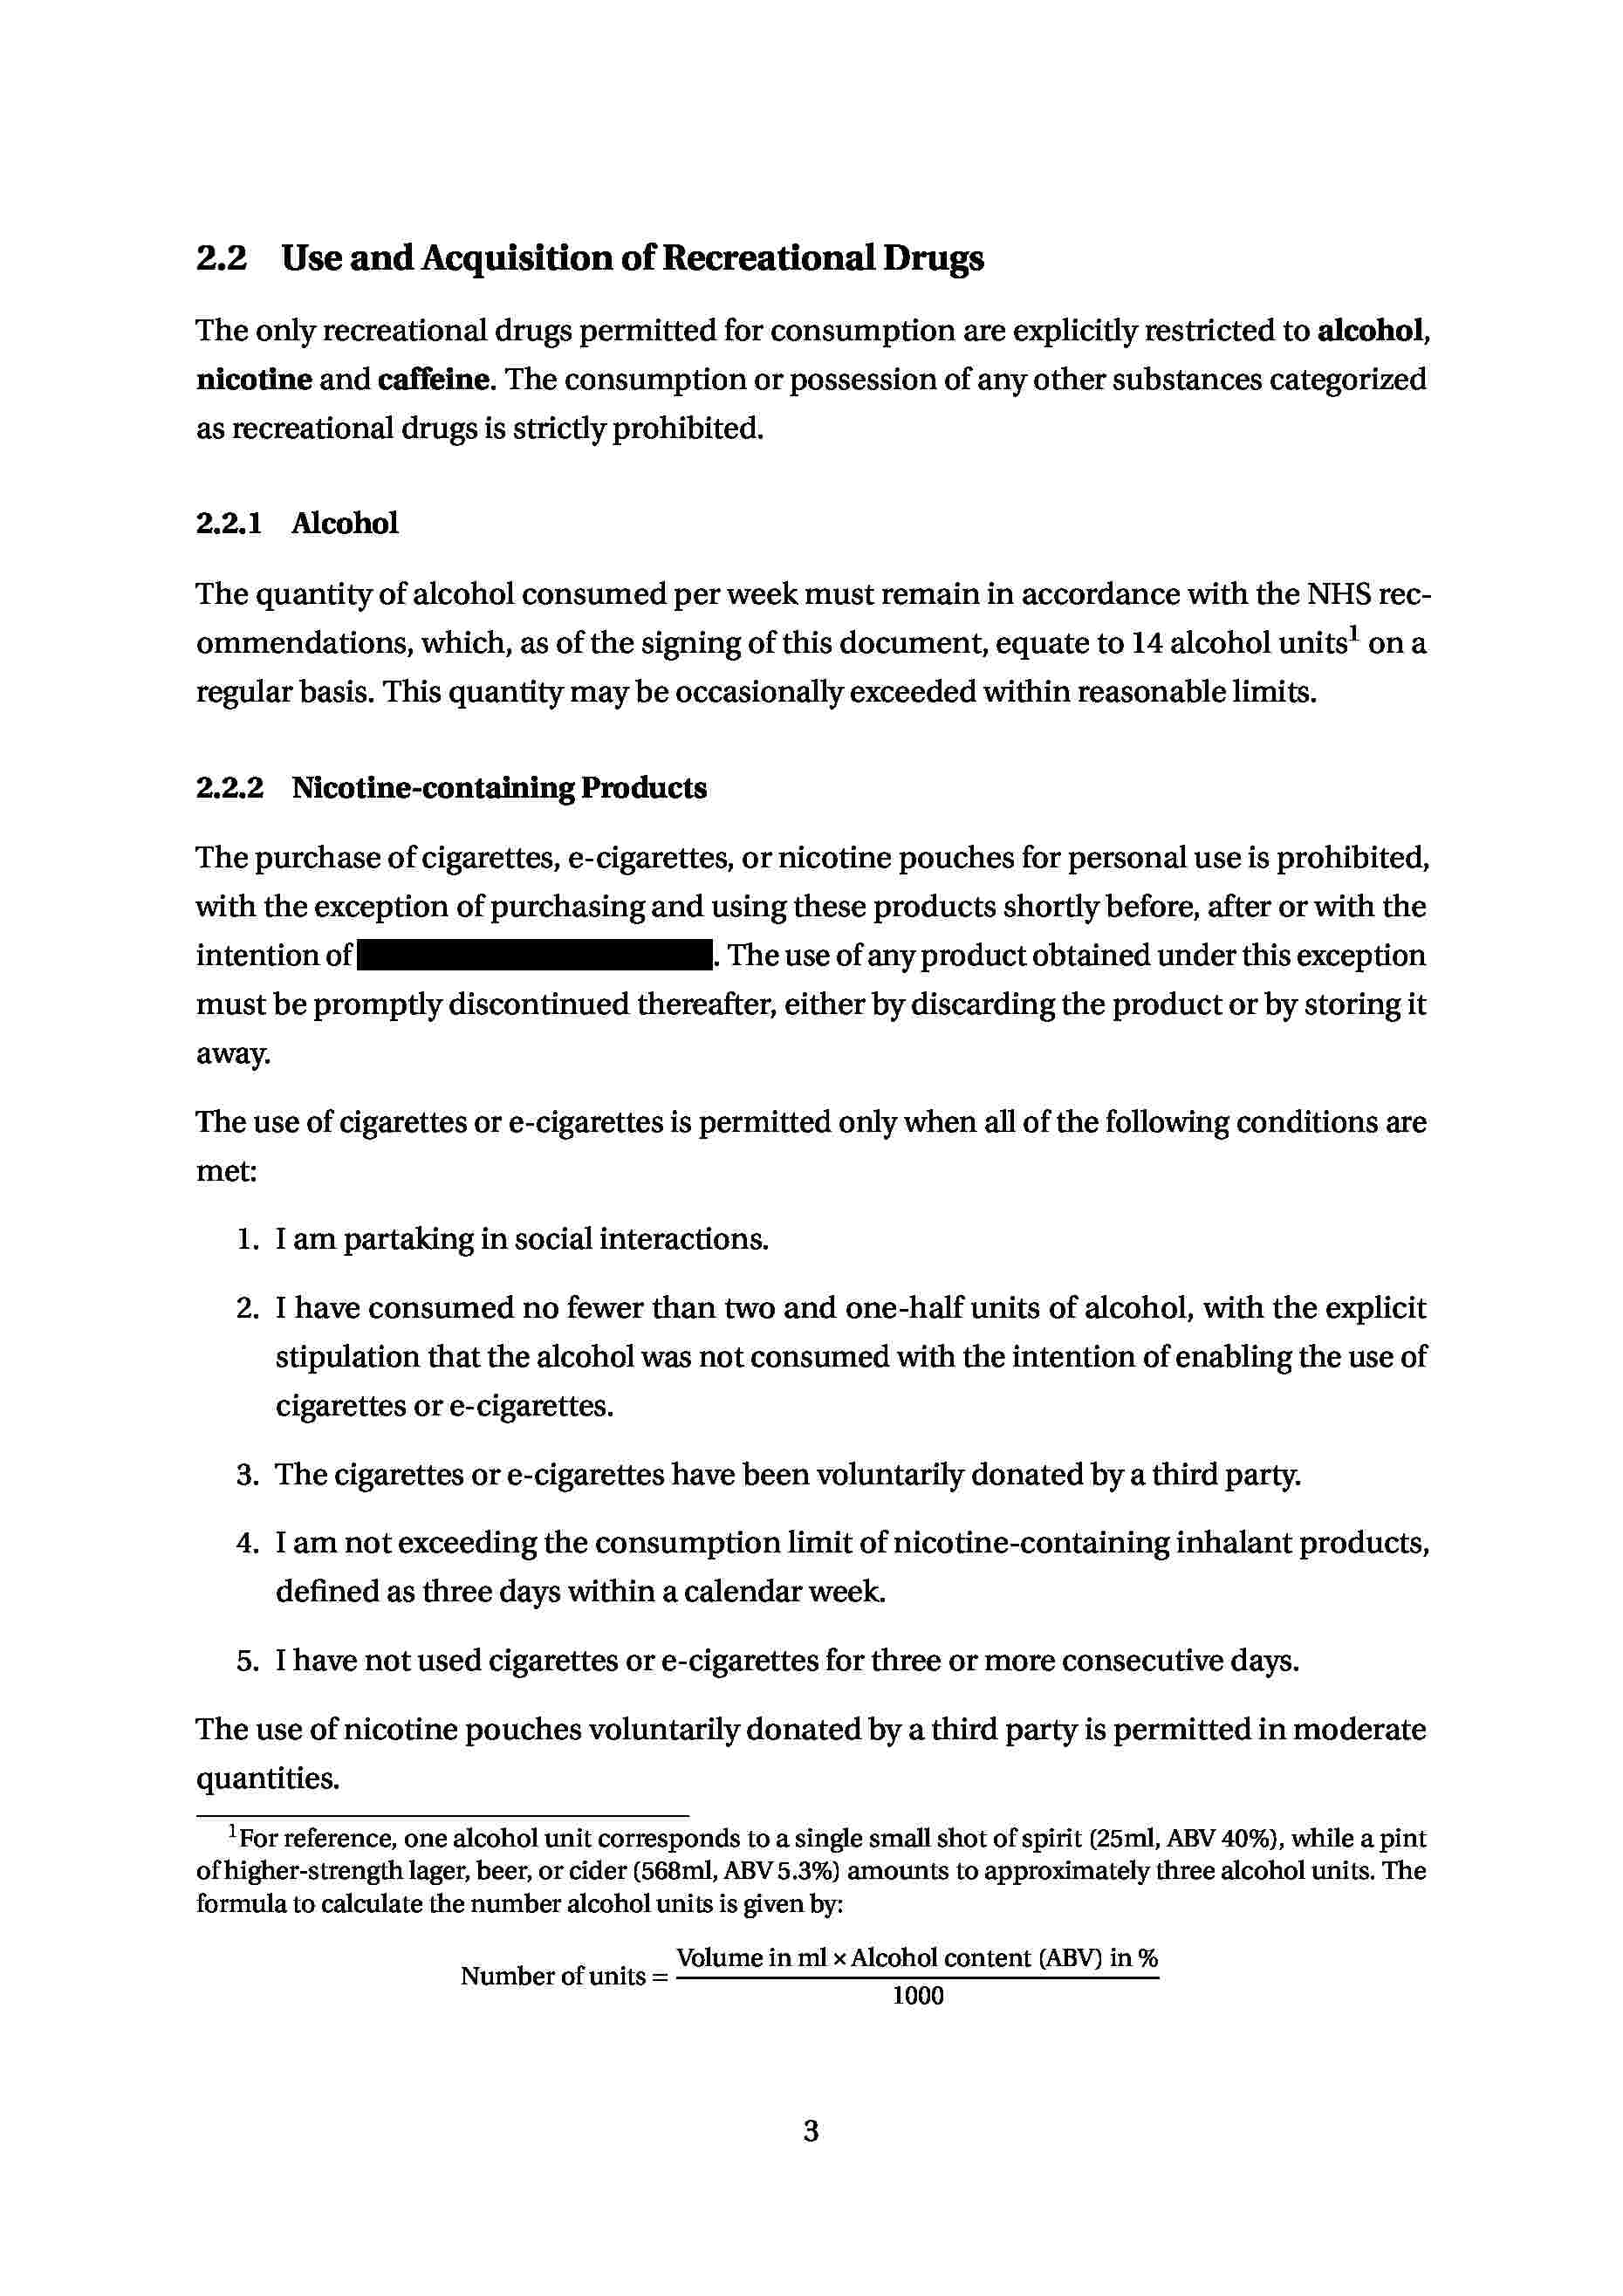 2.2 Use and Acquisition of Recreational Drugs
The only recreational drugs permitted for consumption are explicitly restricted to alcohol,
nicotine and caffeine. The consumption or possession of any other substances categorized
as recreational drugs is strictly prohibited.
2.2.1 Alcohol
The quantity of alcohol consumed per week must remain in accordance with the NHS rec-
ommendations, which, as of the signing of this document, equate to 14 alcohol units¹ on a
regular basis. This quantity may be occasionally exceeded within reasonable limits.
2.2.2 Nicotine-containing Products
The purchase of cigarettes, e-cigarettes, or nicotine pouches for personal use is prohibited,
with the exception of purchasing and using these products shortly before, after or with the
intention of . The use of any product obtained under this exception
must be promptly discontinued thereafter, either by discarding the product or by storing it
away.
The use of cigarettes or e-cigarettes is permitted only when all of the following conditions are
met:
1. I am partaking in social interactions.
2. I have consumed no fewer than two and one-half units of alcohol, with the explicit
stipulation that the alcohol was not consumed with the intention of enabling the use of
cigarettes or e-cigarettes.
3. The cigarettes or e-cigarettes have been voluntarily donated by a third party.
4. I am not exceeding the consumption limit of nicotine-containing inhalant products,
defined as three days within a calendar week.
5. I have not used cigarettes or e-cigarettes for three or more consecutive days.
The use of nicotine pouches voluntarily donated by a third party is permitted in moderate
quantities.
¹For reference, one alcohol unit corresponds to a single small shot of spirit (25ml, ABV 40%), while a pint
of higher-strength lager, beer, or cider (568ml, ABV 5.3%) amounts to approximately three alcohol units. The
formula to calculate the number alcohol units is given by:
Number of units = Volume in ml × Alcohol content (ABV) in %
1000
3